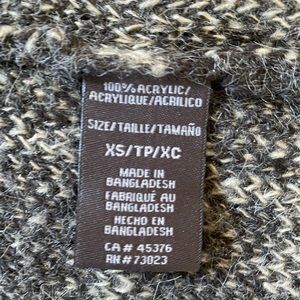 100% ACRYLIC/
ACRYLIQUE/ACRILICO
SIZE/TAILLE/TAMAÑO
XS/TP/XC
MADE IN
BANGLADESH
FABRIQUÉ AU
BANGLADESH
HECHO EN
BANGLADESH
CA # 45376
RN # 73023